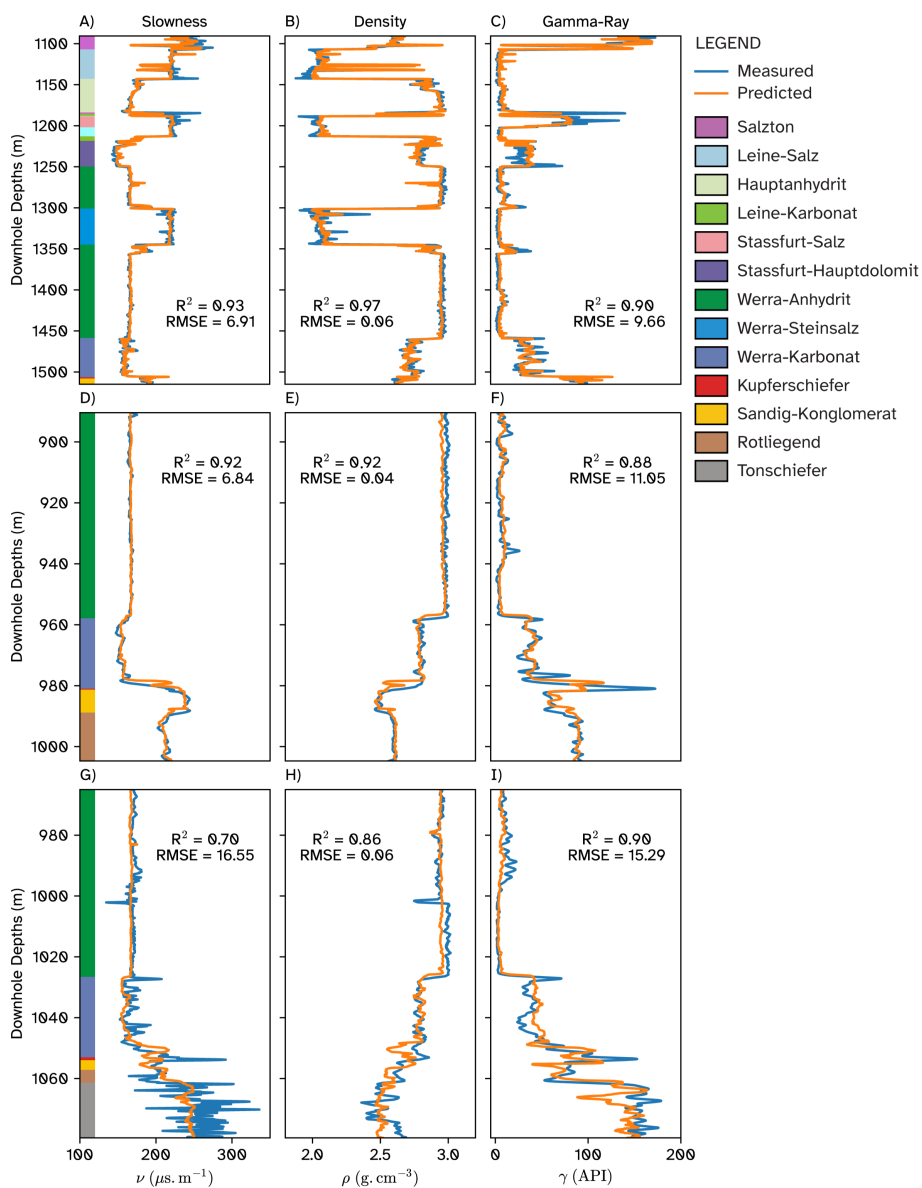 A) Slowness
B) Density
C) Gamma-Ray
LEGEND
Measured
Predicted
Salzton
Leine-Salz
Hauptanhydrit
Leine-Karbonat
Stassfurt-Salz
Stassfurt-Hauptdolomit
Werra-Anhydrit
Werra-Steinsalz
Werra-Karbonat
Kupferschiefer
Sandig-Konglomerat
Rotliegend
Tonschiefer
Downhole Depths (m)
1100
1150
1200
1250
1300
1350
1400
1450
1500
R² = 0.93
RMSE = 6.91
R² = 0.97
RMSE = 0.06
R² = 0.90
RMSE = 9.66
D)
E)
F)
Downhole Depths (m)
900
920
940
960
980
1000
R² = 0.92
RMSE = 6.84
R² = 0.92
RMSE = 0.04
R² = 0.88
RMSE = 11.05
G)
H)
I)
Downhole Depths (m)
980
1000
1020
1040
1060
R² = 0.70
RMSE = 16.55
R² = 0.86
RMSE = 0.06
R² = 0.90
RMSE = 15.29
100 200 300
2.0 2.5 3.0
0 100 200
ν (μs. m⁻¹)
ρ (g. cm⁻³)
γ (API)